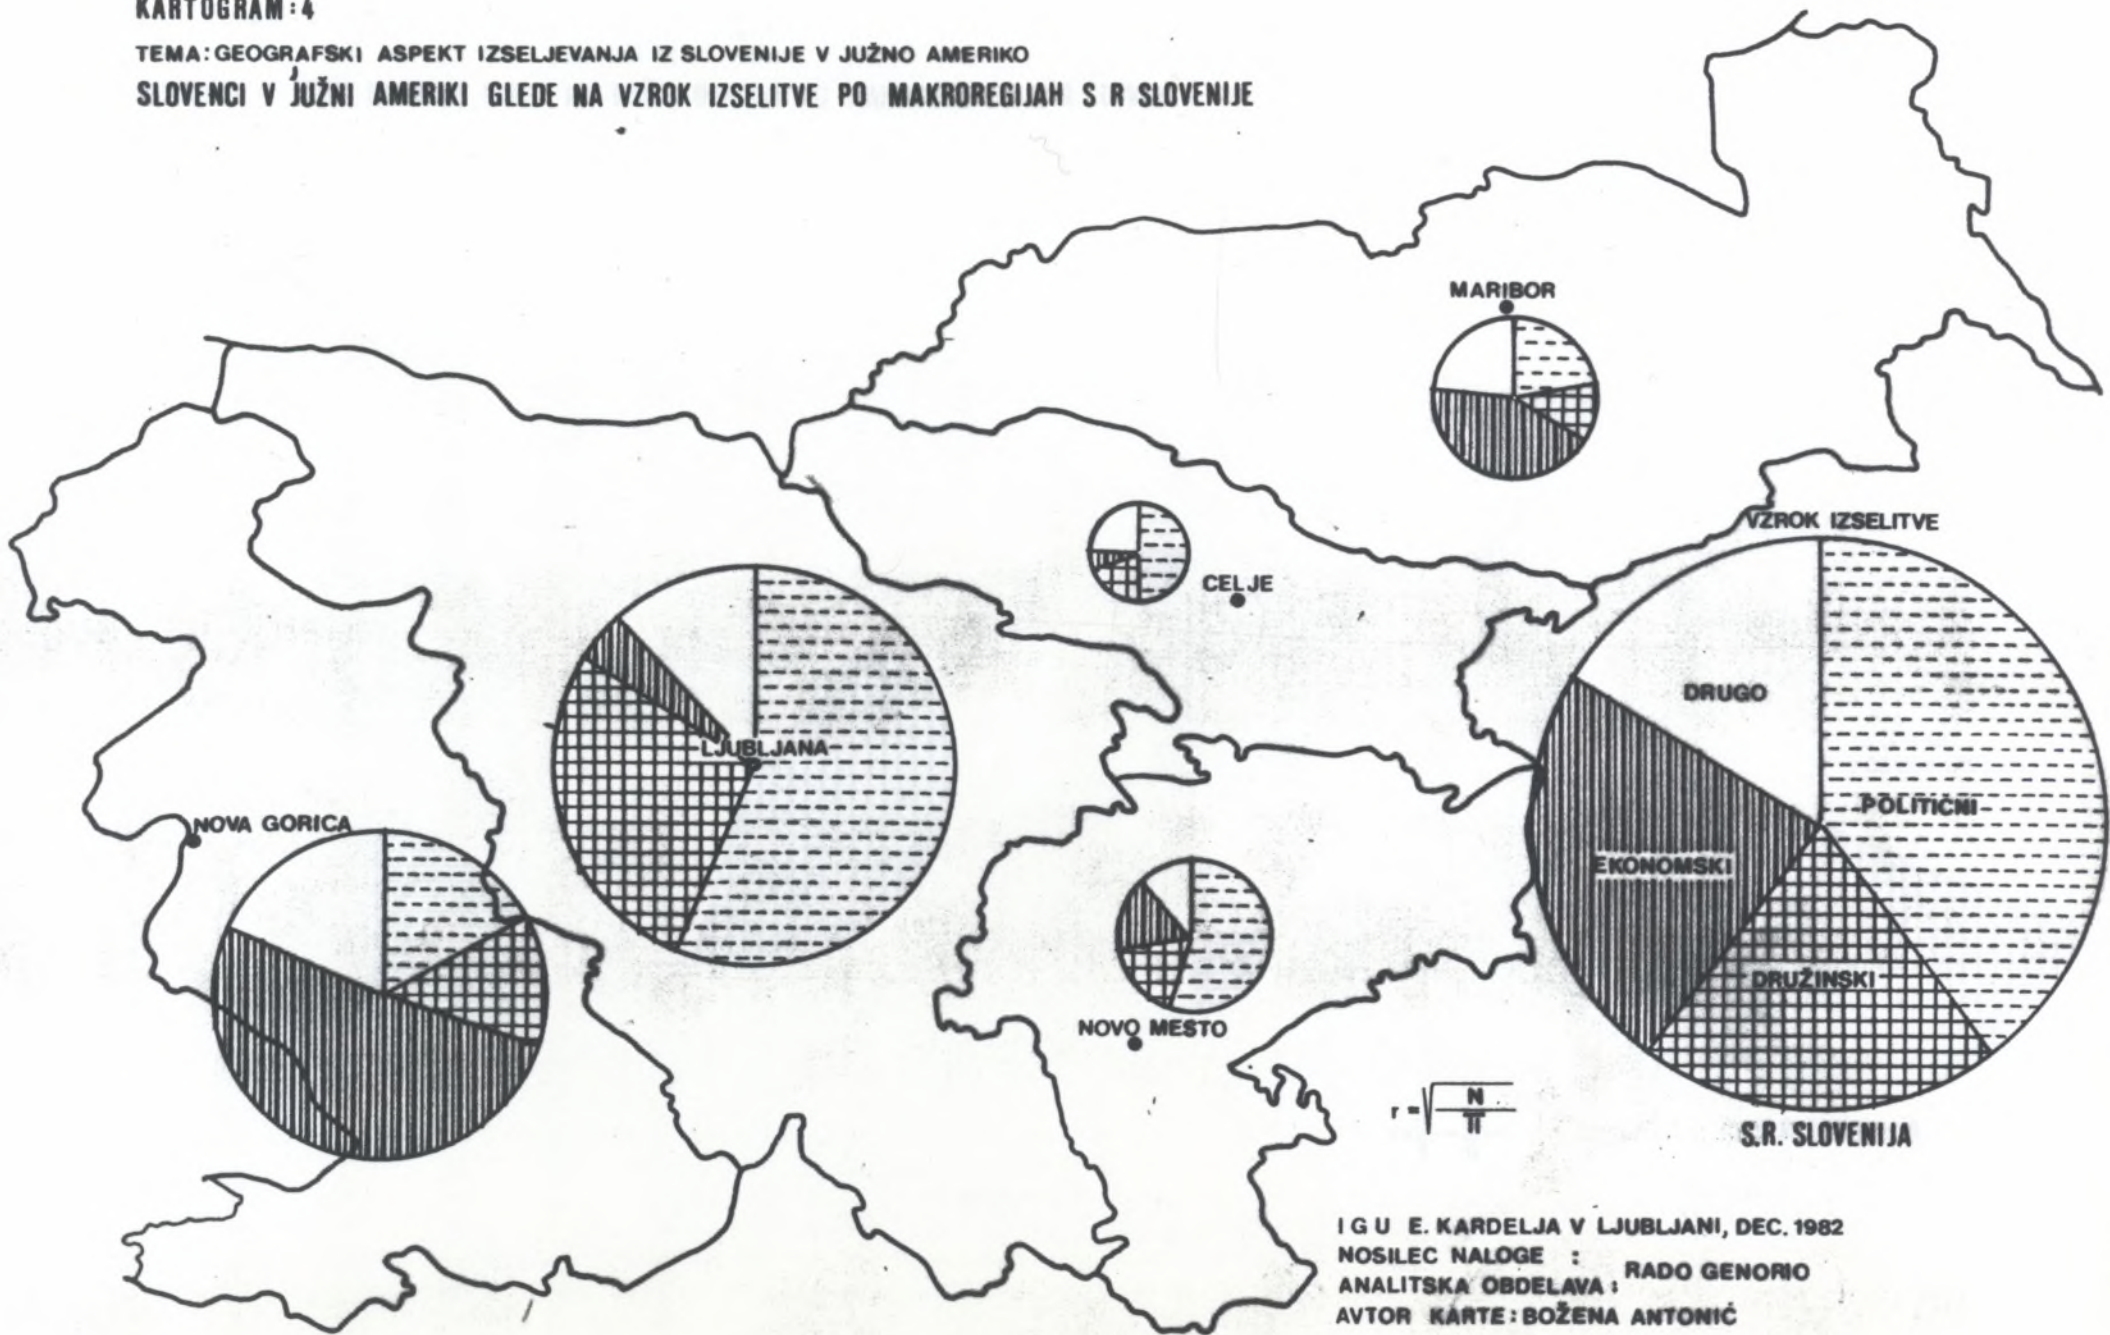 KARTOGRAM: 4
TEMA: GEOGRAFSKI ASPEKT IZSELJEVANJA IZ SLOVENIJE V JUŽNO AMERIKO
SLOVENCI V JUŽNI AMERIKI GLEDE NA VZROK IZSELITVE PO MAKROREGIJAH S R SLOVENIJE
MARIBOR
VZROK IZSELITVE
CELJE
DRUGO
LJUBLJANA
POLITIČNI
NOVA GORICA
EKONOMSKI
DRUŽINSKI
NOVO MESTO
r = √ N / π
S.R. SLOVENIJA
I G U E. KARDELJA V LJUBLJANI, DEC. 1982
NOSILEC NALOGE :
RADO GENORIO
ANALITSKA OBDELAVA :
AVTOR KARTE : BOŽENA ANTONIĆ